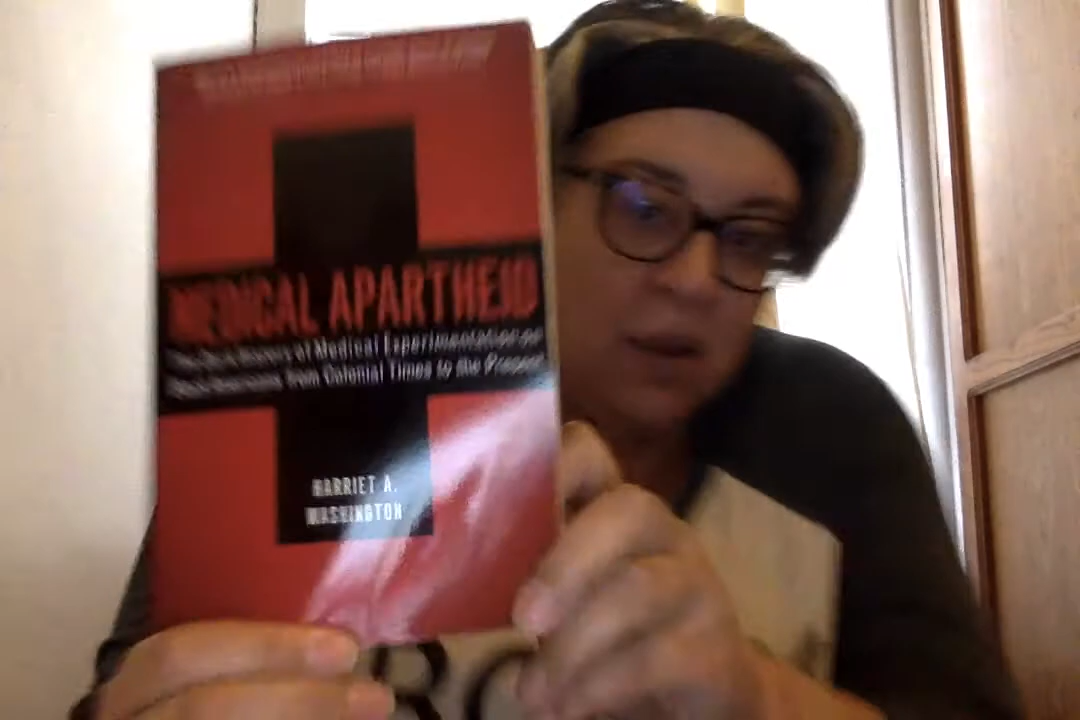 MEDICAL APARTHEID
The Dark History of Medical Experimentation on
Black Americans from Colonial Times to the Present
HARRIET A.
WASHINGTON